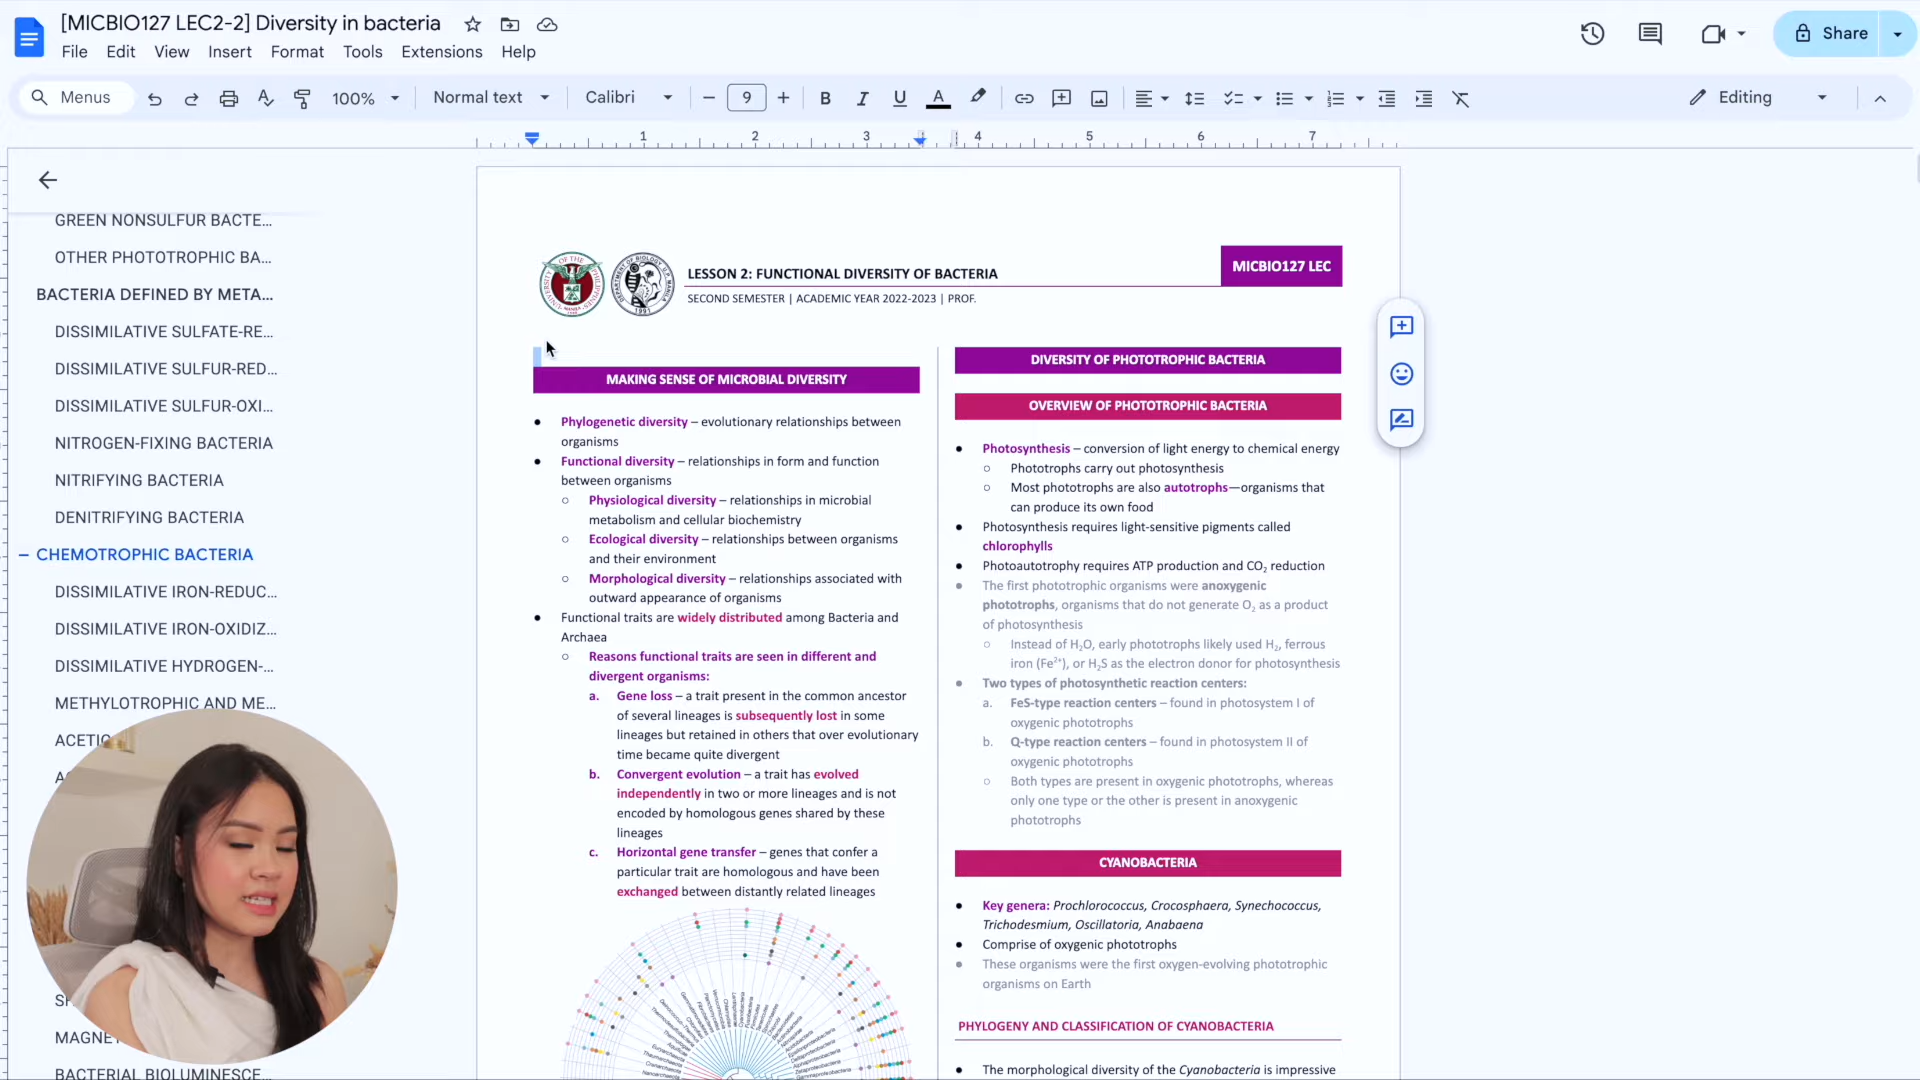 [MICBIO127 LEC2-2] Diversity in bacteria
File Edit View Insert Format Tools Extensions Help
Share
Menus
100%
Normal text
Calibri
9
Editing
1 2 3 4 5 6 7
GREEN NONSULFUR BACTE...
OTHER PHOTOTROPHIC BA...
BACTERIA DEFINED BY META...
DISSIMILATIVE SULFATE-RE...
DISSIMILATIVE SULFUR-RED...
DISSIMILATIVE SULFUR-OXI...
NITROGEN-FIXING BACTERIA
NITRIFYING BACTERIA
DENITRIFYING BACTERIA
CHEMOTROPHIC BACTERIA
DISSIMILATIVE IRON-REDUC...
DISSIMILATIVE IRON-OXIDIZ...
DISSIMILATIVE HYDROGEN-...
METHYLOTROPHIC AND ME...
BACTERIAL BIOLUMINESCE...
LESSON 2: FUNCTIONAL DIVERSITY OF BACTERIA
MICBIO127 LEC
SECOND SEMESTER | ACADEMIC YEAR 2022-2023 | PROF.
MAKING SENSE OF MICROBIAL DIVERSITY
● Phylogenetic diversity – evolutionary relationships between
organisms
● Functional diversity – relationships in form and function
between organisms
○ Physiological diversity – relationships in microbial
metabolism and cellular biochemistry
○ Ecological diversity – relationships between organisms
and their environment
○ Morphological diversity – relationships associated with
outward appearance of organisms
● Functional traits are widely distributed among Bacteria and
Archaea
○ Reasons functional traits are seen in different and
divergent organisms:
a. Gene loss – a trait present in the common ancestor
of several lineages is subsequently lost in some
lineages but retained in others that over evolutionary
time became quite divergent
b. Convergent evolution – a trait has evolved
independently in two or more lineages and is not
encoded by homologous genes shared by these
lineages
c. Horizontal gene transfer – genes that confer a
particular trait are homologous and have been
exchanged between distantly related lineages
DIVERSITY OF PHOTOTROPHIC BACTERIA
OVERVIEW OF PHOTOTROPHIC BACTERIA
● Photosynthesis – conversion of light energy to chemical energy
○ Phototrophs carry out photosynthesis
○ Most phototrophs are also autotrophs—organisms that
can produce its own food
● Photosynthesis requires light-sensitive pigments called
chlorophylls
● Photoautotrophy requires ATP production and CO₂ reduction
● The first phototrophic organisms were anoxygenic
phototrophs, organisms that do not generate O₂ as a product
of photosynthesis
○ Instead of H₂O, early phototrophs likely used H₂, ferrous
iron (Fe²⁺), or H₂S as the electron donor for photosynthesis
● Two types of photosynthetic reaction centers:
a. FeS-type reaction centers – found in photosystem I of
oxygenic phototrophs
b. Q-type reaction centers – found in photosystem II of
oxygenic phototrophs
○ Both types are present in oxygenic phototrophs, whereas
only one type or the other is present in anoxygenic
phototrophs
CYANOBACTERIA
● Key genera: Prochlorococcus, Crocosphaera, Synechococcus,
Trichodesmium, Oscillatoria, Anabaena
● Comprise of oxygenic phototrophs
● These organisms were the first oxygen-evolving phototrophic
organisms on Earth
PHYLOGENY AND CLASSIFICATION OF CYANOBACTERIA
● The morphological diversity of the Cyanobacteria is impressive